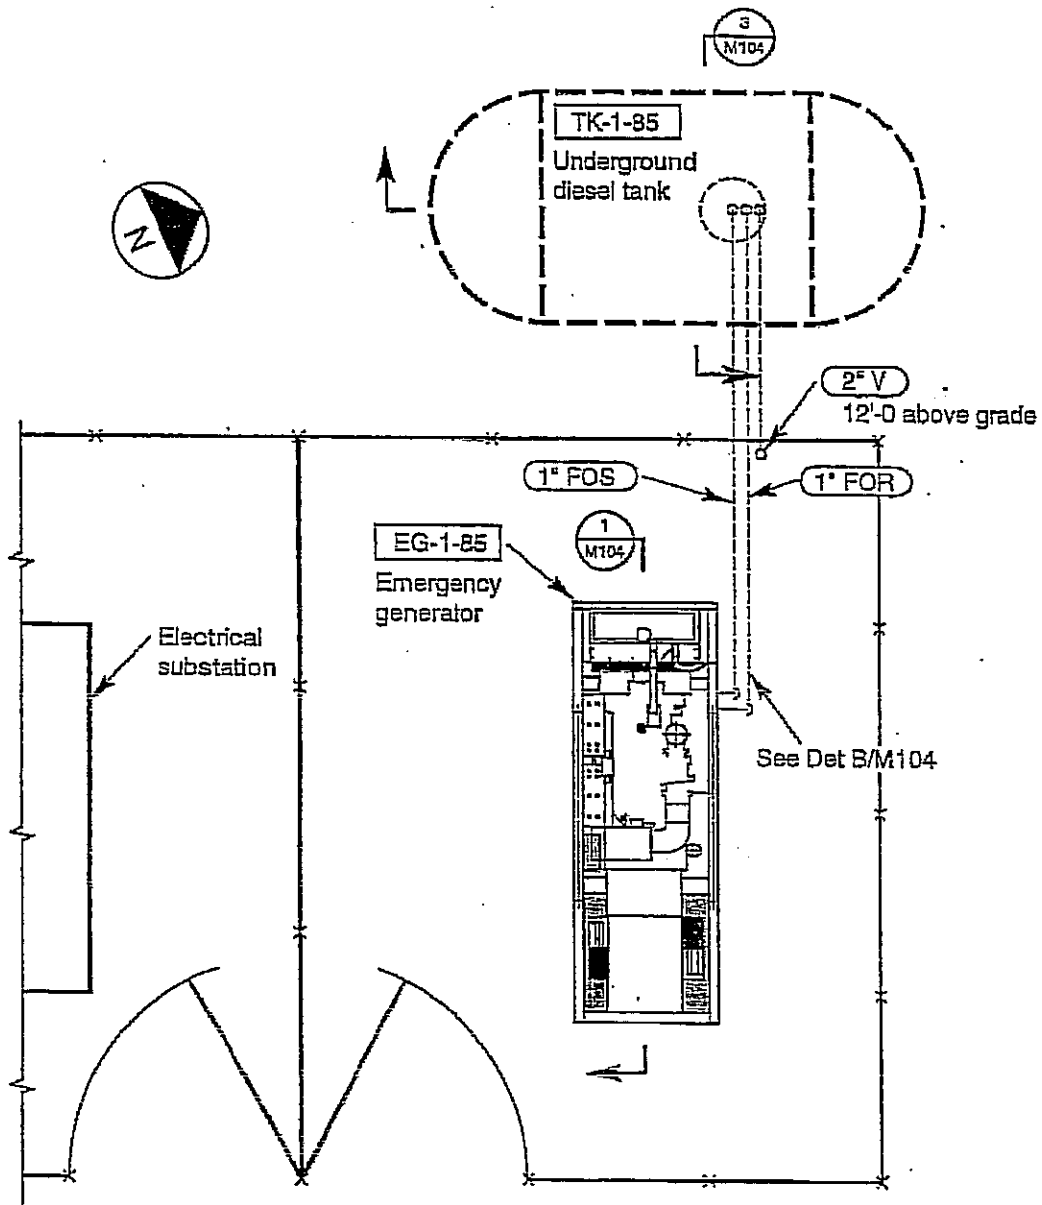 3
M104
TK-1-85
Underground
diesel tank
N
2" V
12'-0 above grade
1" FOS
1" FOR
1
M104
EG-1-85
Emergency
generator
Electrical
substation
See Det B/M104